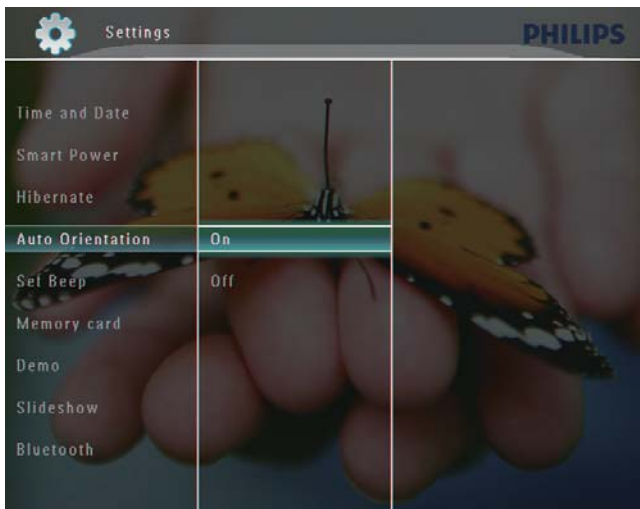 Settings
PHILIPS
Time and Date
Smart Power
Hibernate
Auto Orientation
On
Set Beep
Off
Memory card
Demo
Slideshow
Bluetooth